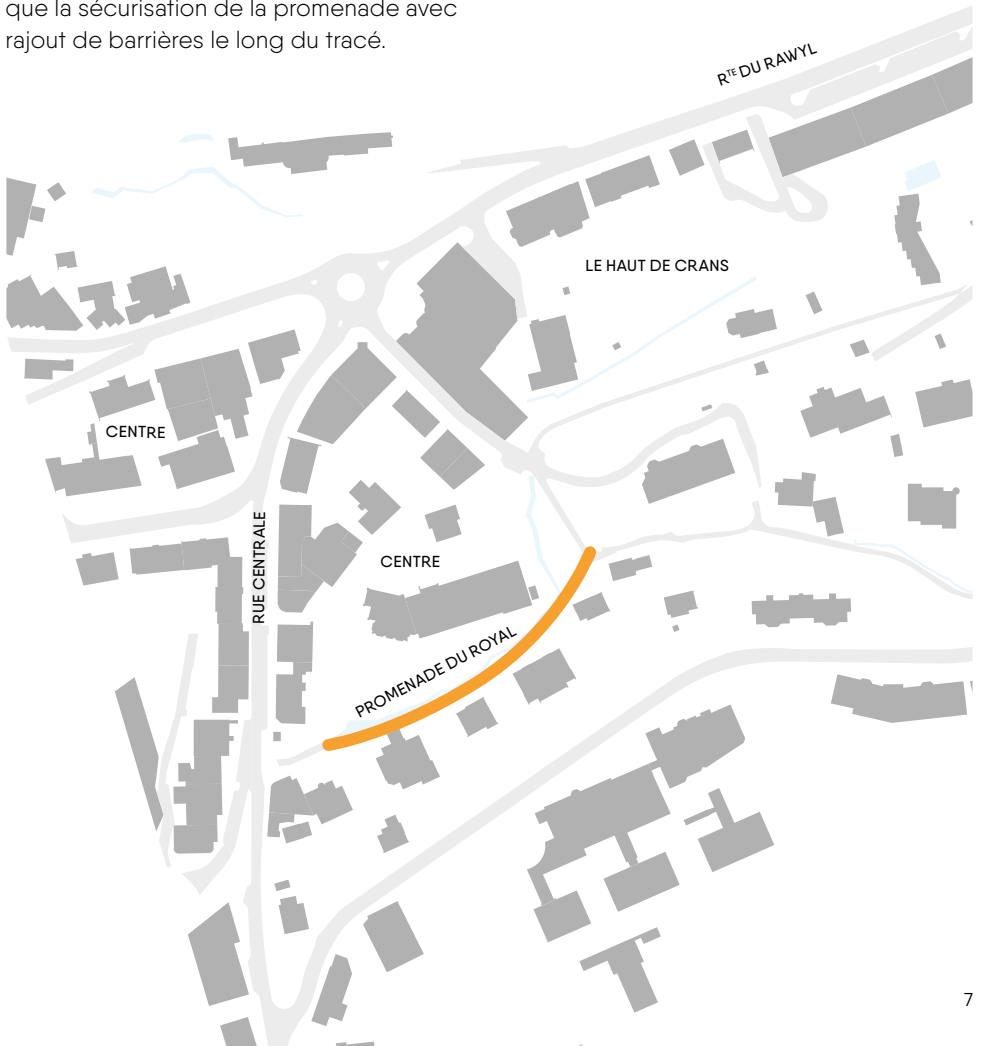 que la sécurisation de la promenade avec
rajout de barrières le long du tracé.
RTE DU RAWYL
LE HAUT DE CRANS
CENTRE
RUE CENTRALE
CENTRE
PROMENADE DU ROYAL
7